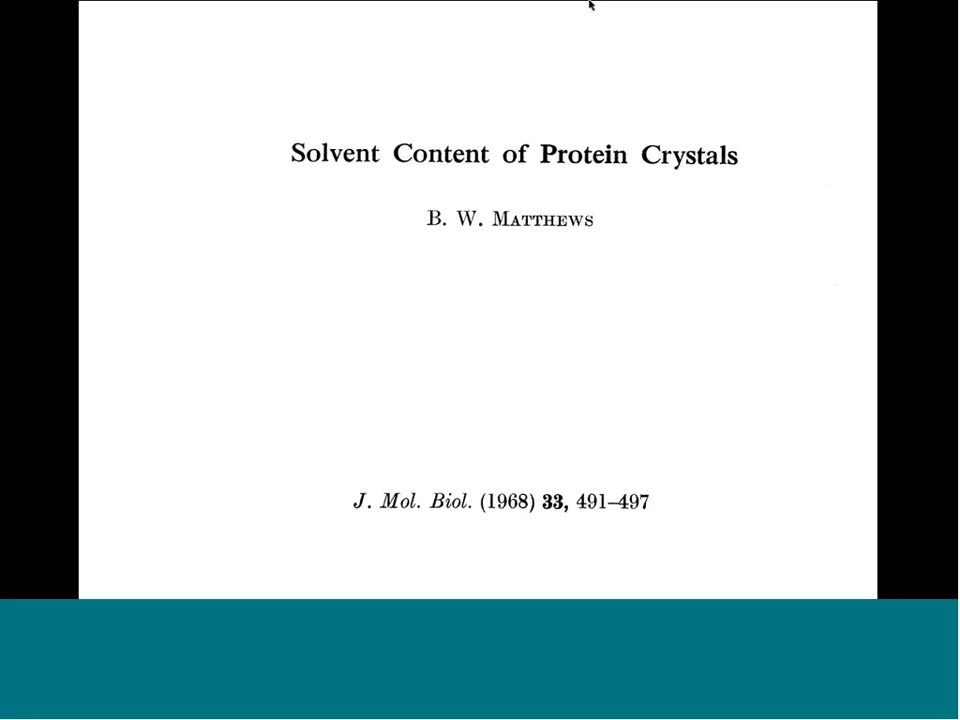 Solvent Content of Protein Crystals
B. W. MATTHEWS
J. Mol. Biol. (1968) 33, 491–497